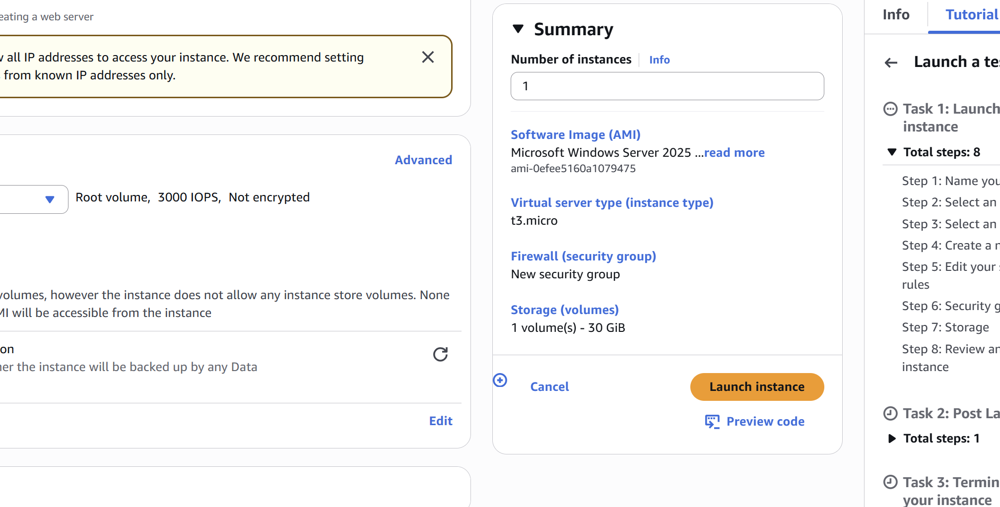 eating a web server
all IP addresses to access your instance. We recommend setting
from known IP addresses only.
Advanced
Root volume, 3000 IOPS, Not encrypted
volumes, however the instance does not allow any instance store volumes. None
MI will be accessible from the instance
on
her the instance will be backed up by any Data
Edit
Summary
Number of instances
Info
1
Software Image (AMI)
Microsoft Windows Server 2025 ...read more
ami-0efee5160a1079475
Virtual server type (instance type)
t3.micro
Firewall (security group)
New security group
Storage (volumes)
1 volume(s) - 30 GiB
Cancel
Launch instance
Preview code
Info
Tutorial
Launch a tes
Task 1: Launch
instance
Total steps: 8
Step 1: Name you
Step 2: Select an
Step 3: Select an
Step 4: Create a
Step 5: Edit your
rules
Step 6: Security g
Step 7: Storage
Step 8: Review an
instance
Task 2: Post La
Total steps: 1
Task 3: Termin
your instance